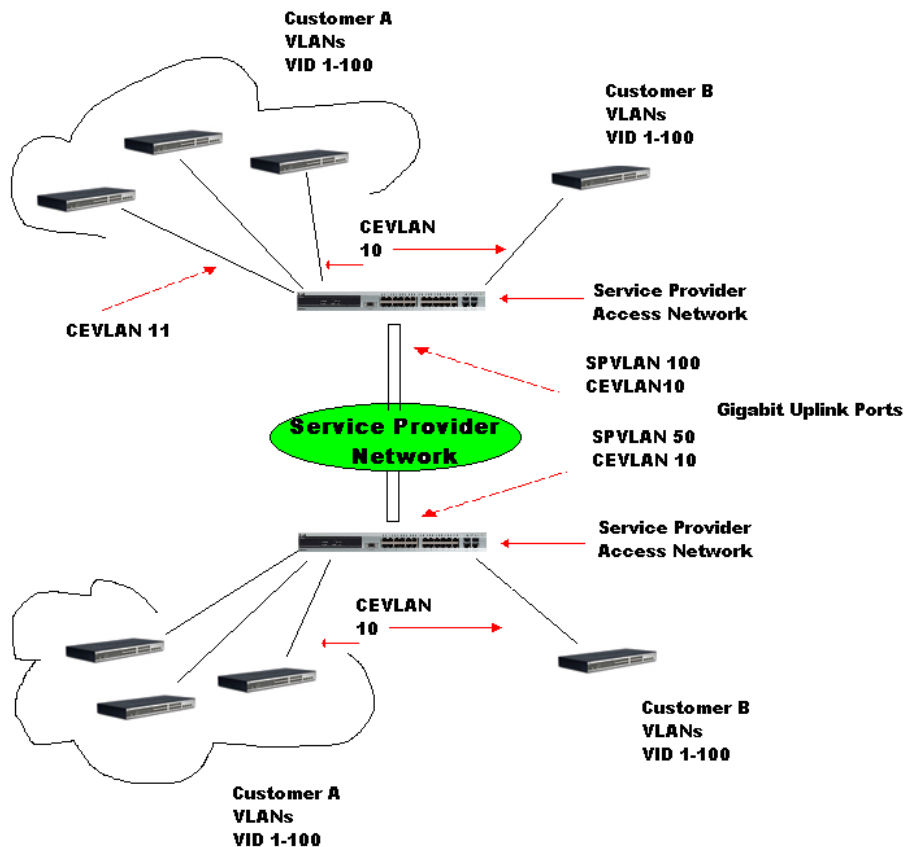 Customer A
VLANs
VID 1-100
Customer B
VLANs
VID 1-100
CEVLAN
10
CEVLAN 11
Service Provider
Access Network
SPVLAN 100
CEVLAN10
Gigabit Uplink Ports
Service Provider
Network
SPVLAN 50
CEVLAN 10
Service Provider
Access Network
CEVLAN
10
Customer B
VLANs
VID 1-100
Customer A
VLANs
VID 1-100